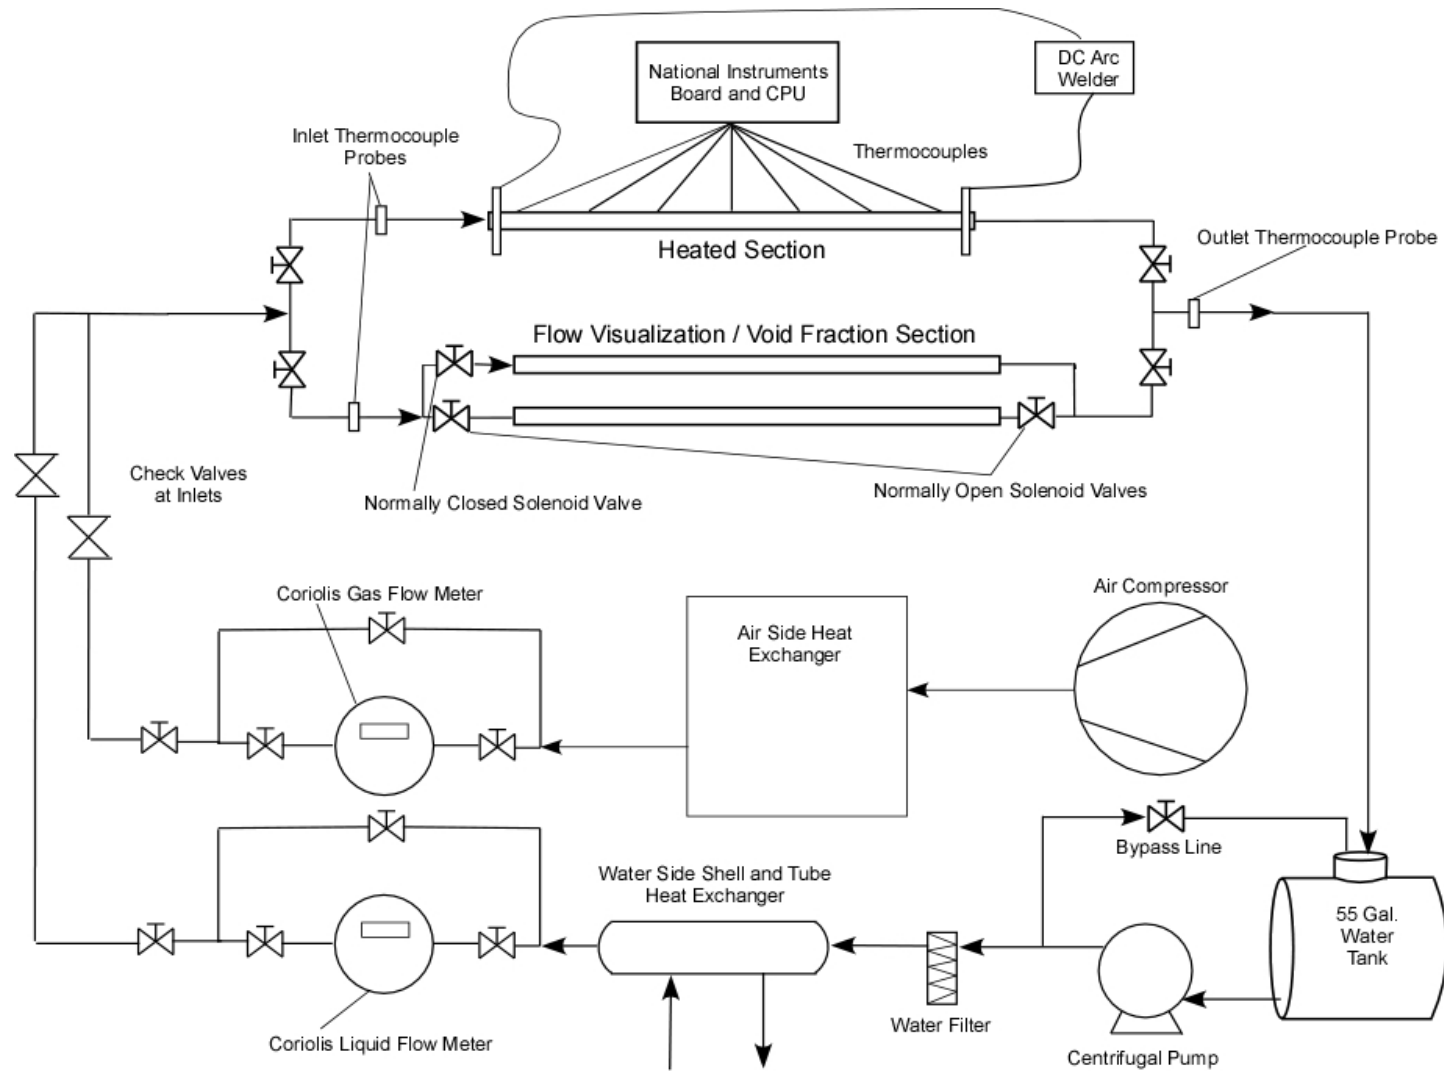 National Instruments
Board and CPU
DC Arc
Welder
Inlet Thermocouple
Probes
Thermocouples
Heated Section
Outlet Thermocouple Probe
Flow Visualization / Void Fraction Section
Check Valves
at Inlets
Normally Closed Solenoid Valve
Normally Open Solenoid Valves
Coriolis Gas Flow Meter
Air Side Heat
Exchanger
Air Compressor
Bypass Line
Water Side Shell and Tube
Heat Exchanger
55 Gal.
Water
Tank
Water Filter
Coriolis Liquid Flow Meter
Centrifugal Pump